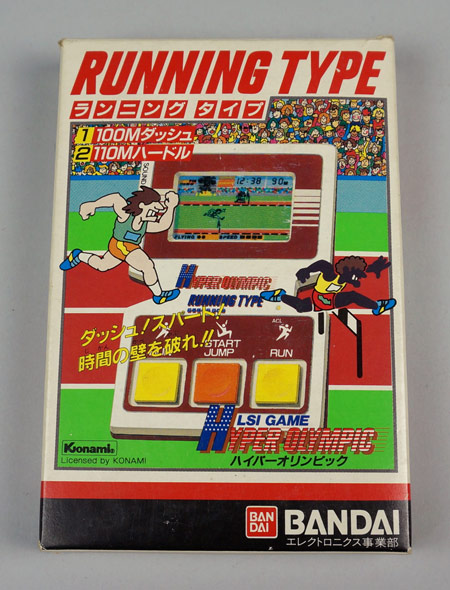 RUNNING TYPE
ランニング タイプ
1 100Mダッシュ
2 110Mハードル
SOUND
12:38 90
FLYING
SPEED
HYPER OLYMPIC
RUNNING TYPE
ダッシュ!スパート!
時間の壁を破れ!!
START
JUMP
ACL
RUN
LSI GAME
HYPER OLYMPIC
ハイパーオリンピック
Konami®
Licensed by KONAMI
BAN
DAI
BANDAI
エレクトロニクス事業部